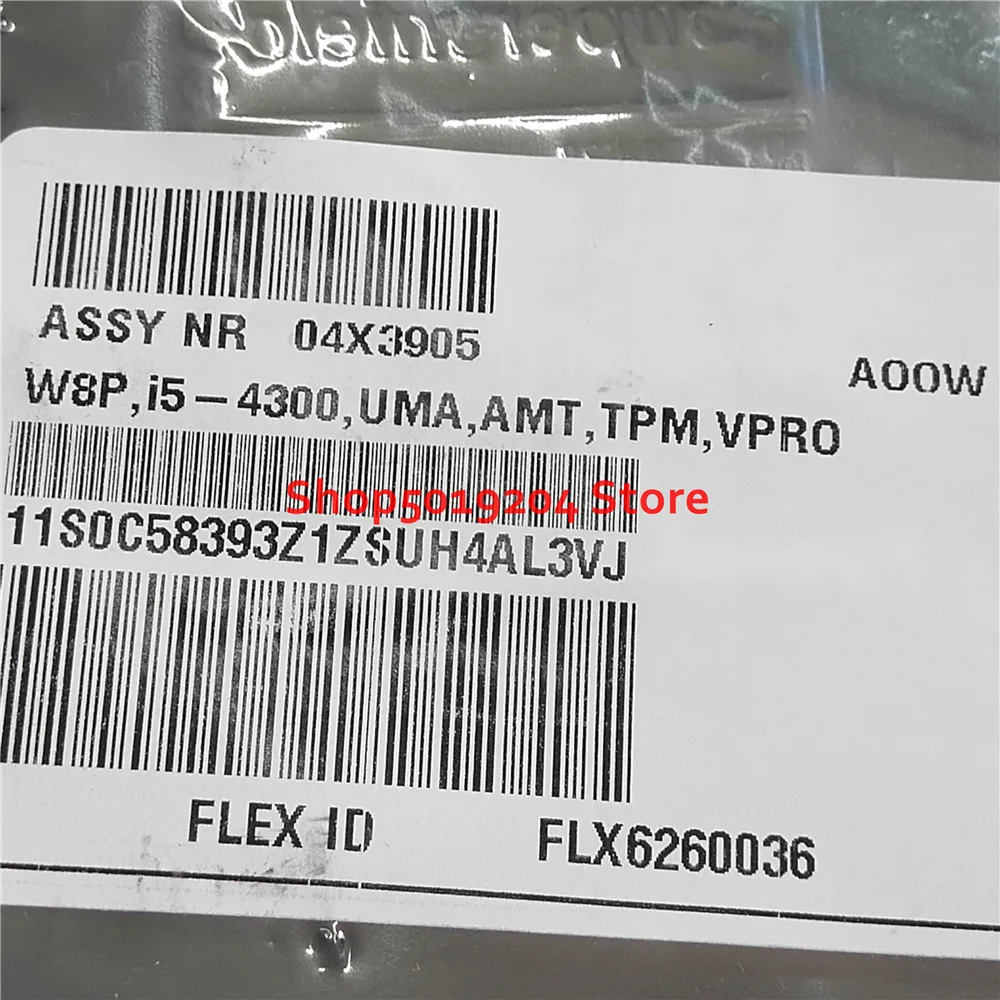 ASSY NR 04X3905
A00W
W8P,i5-4300,UMA,AMT,TPM,VPRO
Shop5019204 Store
11S0C58393Z1ZSUH4AL3VJ
FLEX ID FLX6260036